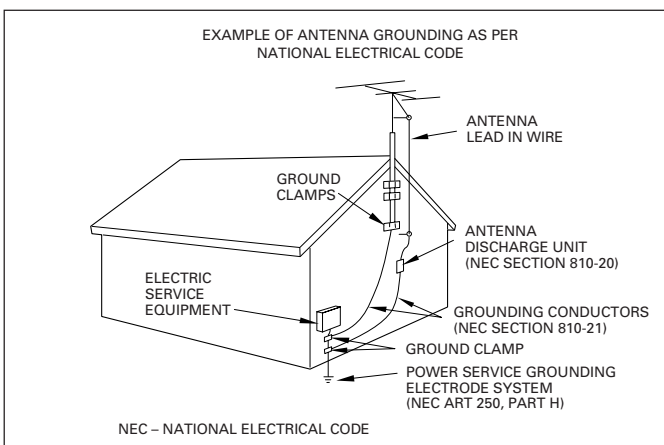 EXAMPLE OF ANTENNA GROUNDING AS PER
NATIONAL ELECTRICAL CODE
ANTENNA
LEAD IN WIRE
GROUND
CLAMPS
ANTENNA
DISCHARGE UNIT
(NEC SECTION 810-20)
ELECTRIC
SERVICE
EQUIPMENT
GROUNDING CONDUCTORS
(NEC SECTION 810-21)
GROUND CLAMP
POWER SERVICE GROUNDING
ELECTRODE SYSTEM
(NEC ART 250, PART H)
NEC – NATIONAL ELECTRICAL CODE